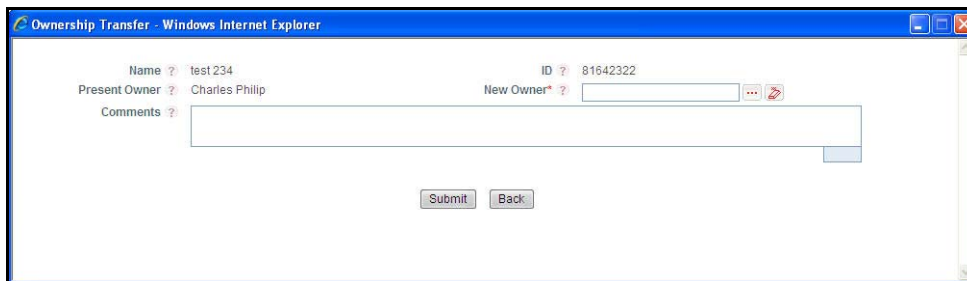 Ownership Transfer - Windows Internet Explorer
Name ? test 234 ID ? 81642322
Present Owner ? Charles Philip New Owner* ? ...
Comments ?
Submit Back